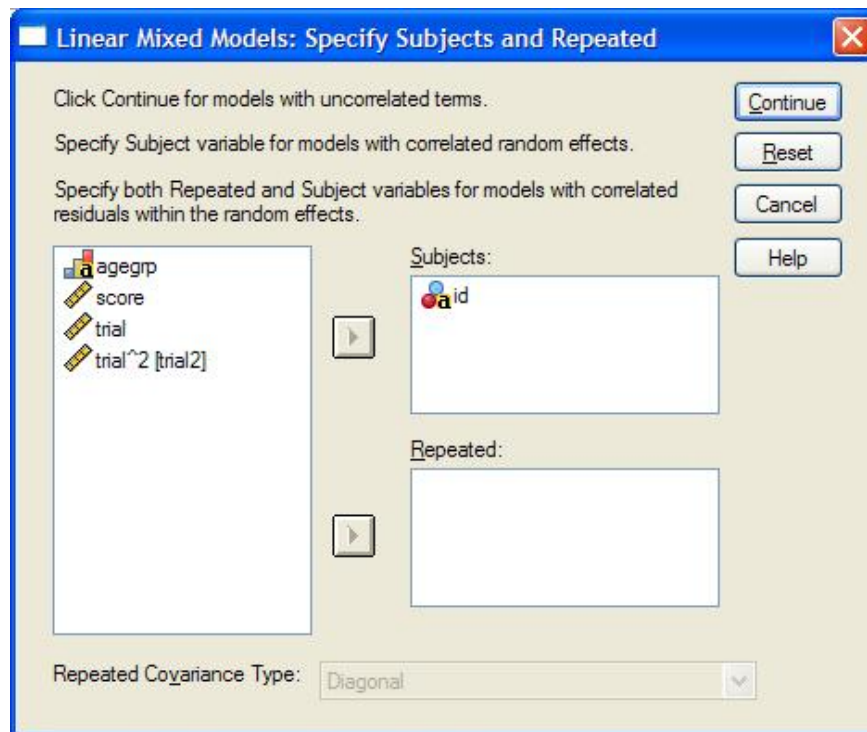 Linear Mixed Models: Specify Subjects and Repeated
Click Continue for models with uncorrelated terms.
Specify Subject variable for models with correlated random effects.
Specify both Repeated and Subject variables for models with correlated
residuals within the random effects.
Continue
Reset
Cancel
Help
agegrp
score
trial
trial^2 [trial2]
Subjects:
id
Repeated:
Repeated Covariance Type:
Diagonal